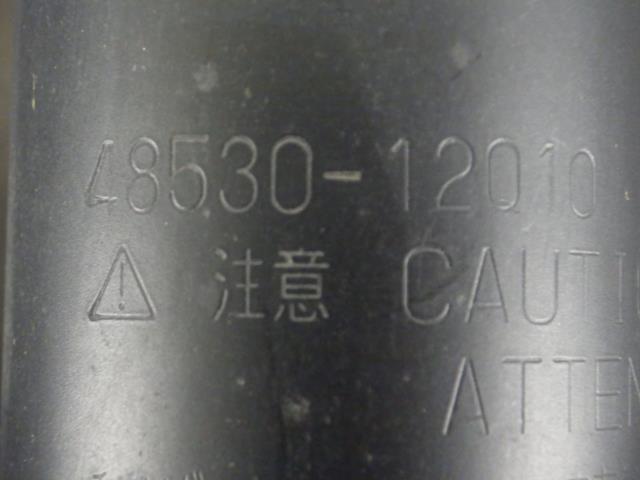 48530-12010
⚠ 注意 CAUTI
ATTEN